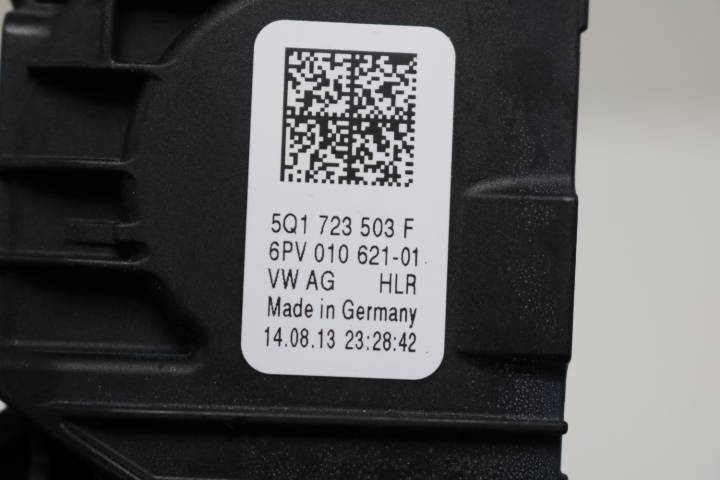 5Q1 723 503 F
6PV 010 621-01
VW AG HLR
Made in Germany
14.08.13 23:28:42